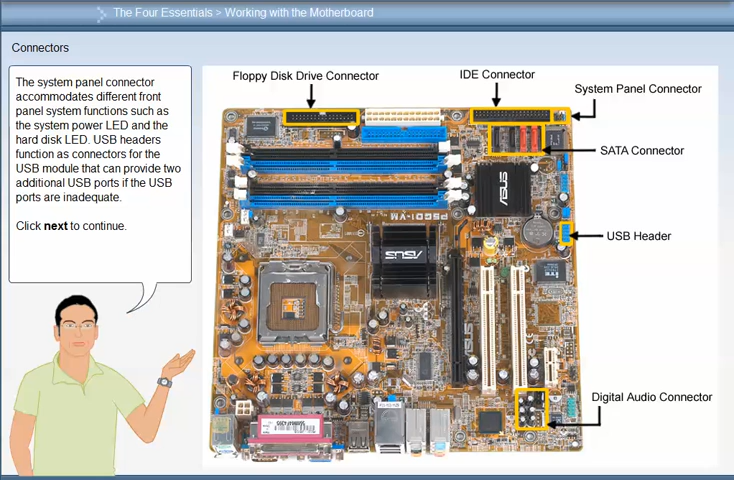 The Four Essentials > Working with the Motherboard
Connectors
The system panel connector
accommodates different front
panel system functions such as
the system power LED and the
hard disk LED. USB headers
function as connectors for the
USB module that can provide two
additional USB ports if the USB
ports are inadequate.
Click next to continue.
Floppy Disk Drive Connector
IDE Connector
System Panel Connector
SATA Connector
USB Header
Digital Audio Connector
ASUS
P5GD1-VM
ASUS
ASUS